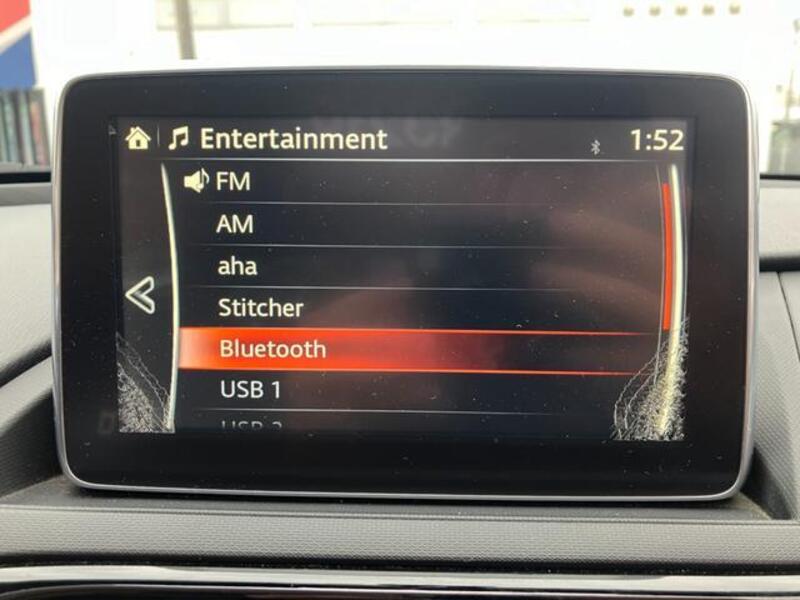 Entertainment 1:52
FM
AM
aha
Stitcher
Bluetooth
USB 1